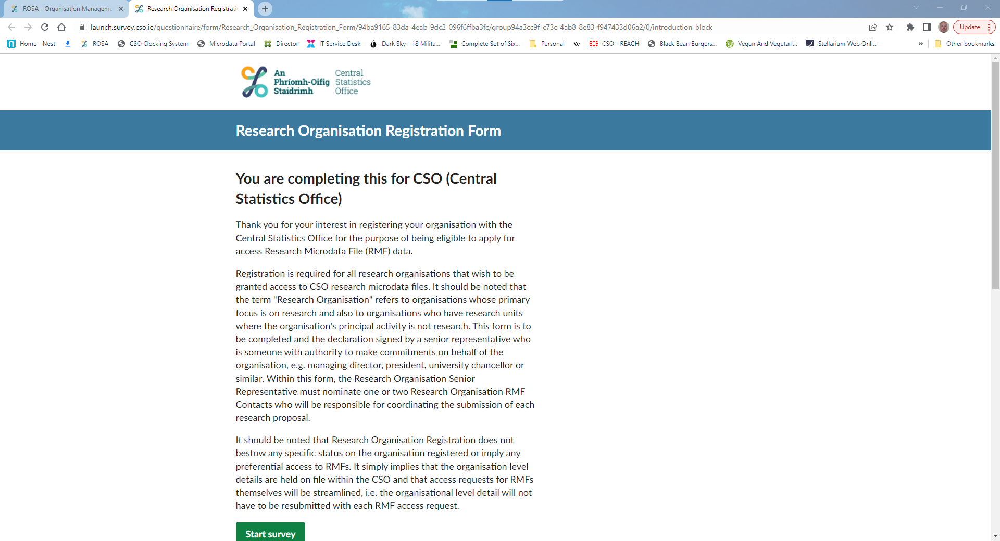 ROSA - Organisation Manageme
Research Organisation Registratio
launch.survey.cso.ie/questionnaire/form/Research_Organisation_Registration_Form/94ba9165-83da-4eab-9dc2-096f6ffba3fc/group94a3cc9f-c73c-4ab8-8e83-f947433d06a2/0/introduction-block
Update
Home - Nest ROSA CSO Clocking System Microdata Portal Director IT Service Desk Dark Sky - 18 Milita... Complete Set of Six... Personal W CSO - REACH Black Bean Burgers... Vegan And Vegetari... Stellarium Web Onli... » Other bookmarks
An Phríomh-Oifig Staidrimh
Central Statistics Office
Research Organisation Registration Form
You are completing this for CSO (Central
Statistics Office)
Thank you for your interest in registering your organisation with the
Central Statistics Office for the purpose of being eligible to apply for
access Research Microdata File (RMF) data.
Registration is required for all research organisations that wish to be
granted access to CSO research microdata files. It should be noted that
the term "Research Organisation" refers to organisations whose primary
focus is on research and also to organisations who have research units
where the organisation's principal activity is not research. This form is to
be completed and the declaration signed by a senior representative who
is someone with authority to make commitments on behalf of the
organisation, e.g. managing director, president, university chancellor or
similar. Within this form, the Research Organisation Senior
Representative must nominate one or two Research Organisation RMF
Contacts who will be responsible for coordinating the submission of each
research proposal.
It should be noted that Research Organisation Registration does not
bestow any specific status on the organisation registered or imply any
preferential access to RMFs. It simply implies that the organisation level
details are held on file within the CSO and that access requests for RMFs
themselves will be streamlined, i.e. the organisational level detail will not
have to be resubmitted with each RMF access request.
Start survey